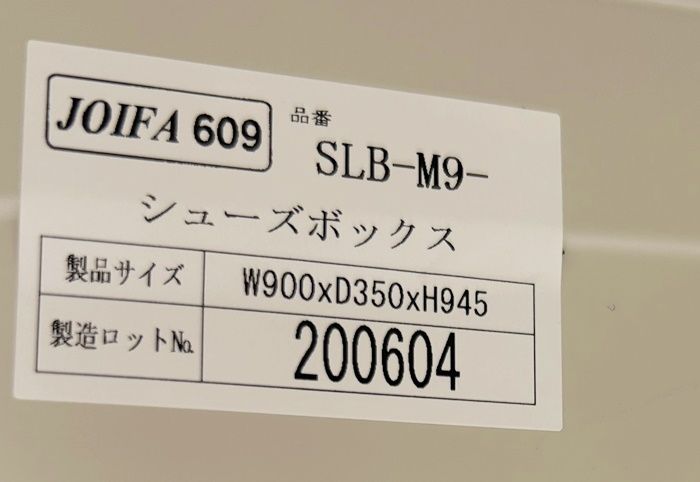 JOIFA 609
品番
SLB-M9-
シューズボックス
製品サイズ W900xD350xH945
製造ロット№ 200604